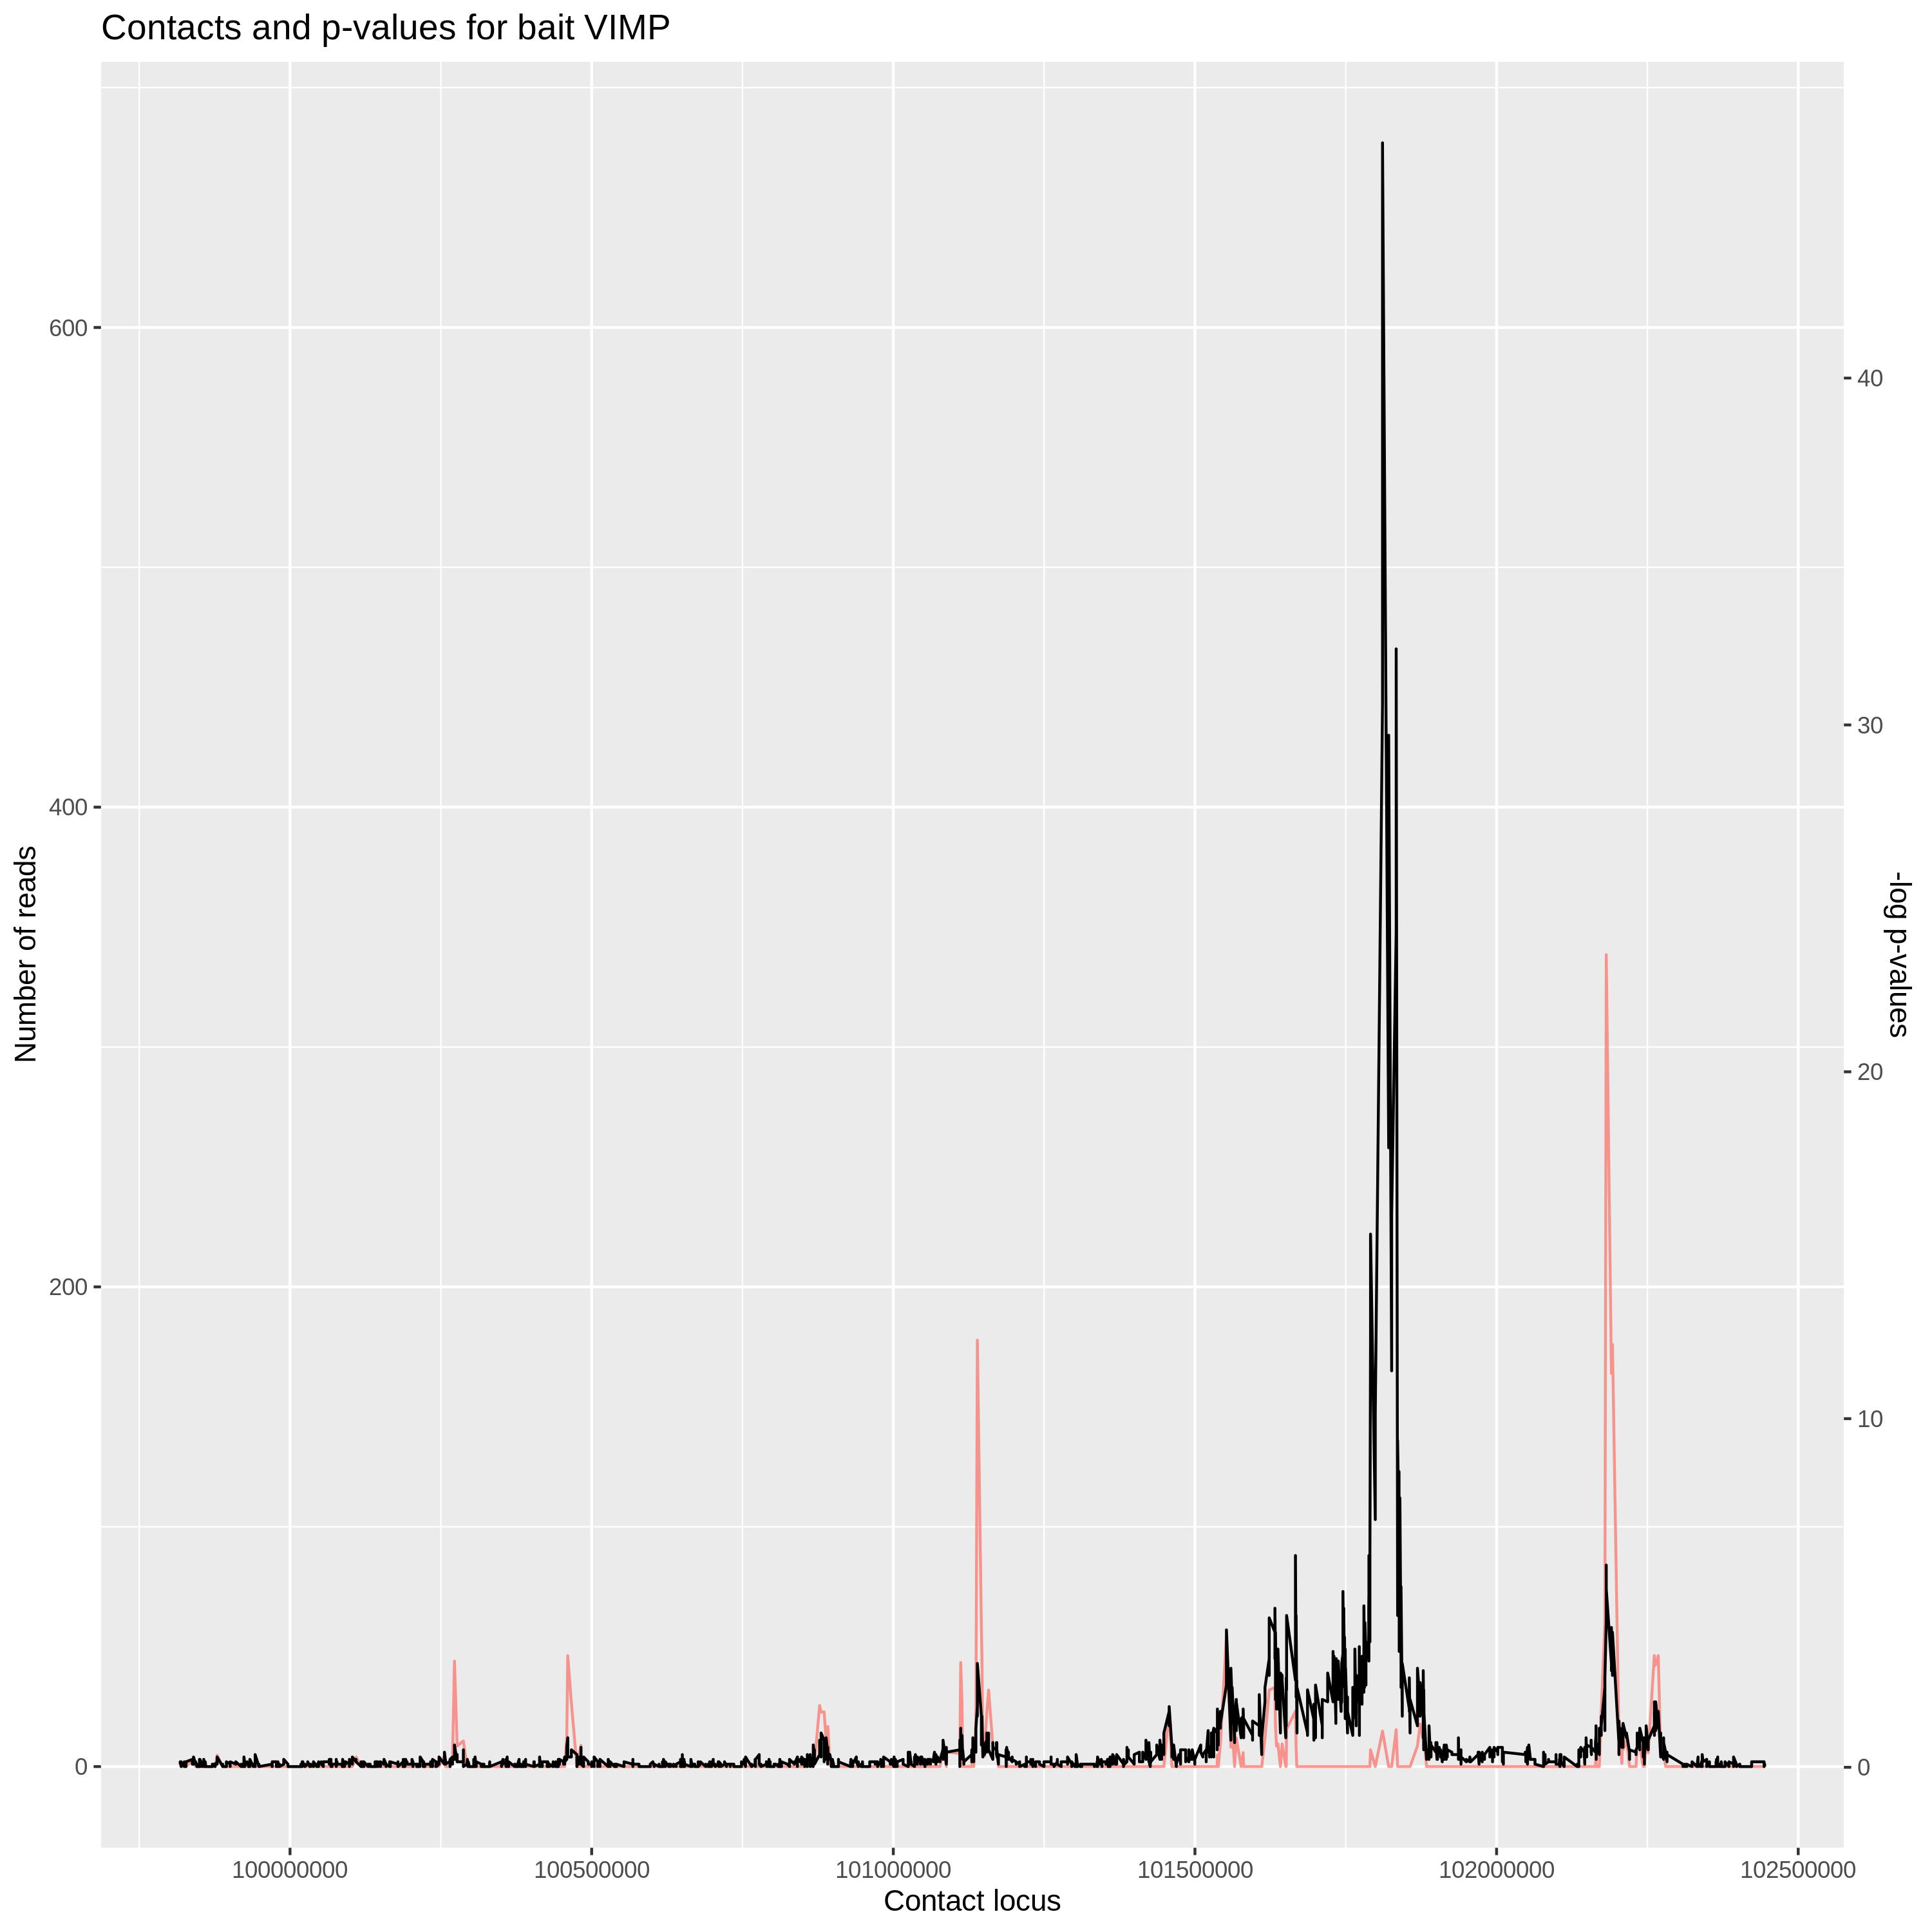 Contacts and p-values for bait VIMP
Number of reads
600
400
200
0
40
30
20
10
0
-log p-values
100000000 100500000 101000000 101500000 102000000 102500000
Contact locus